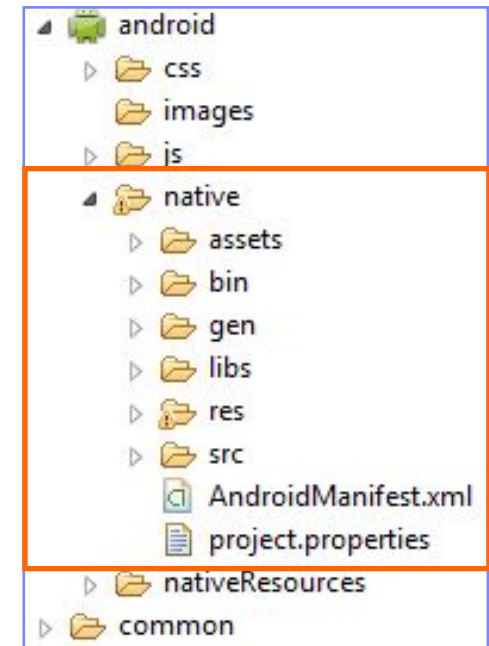 android
css
images
js
native
assets
bin
gen
libs
res
src
AndroidManifest.xml
project.properties
nativeResources
common